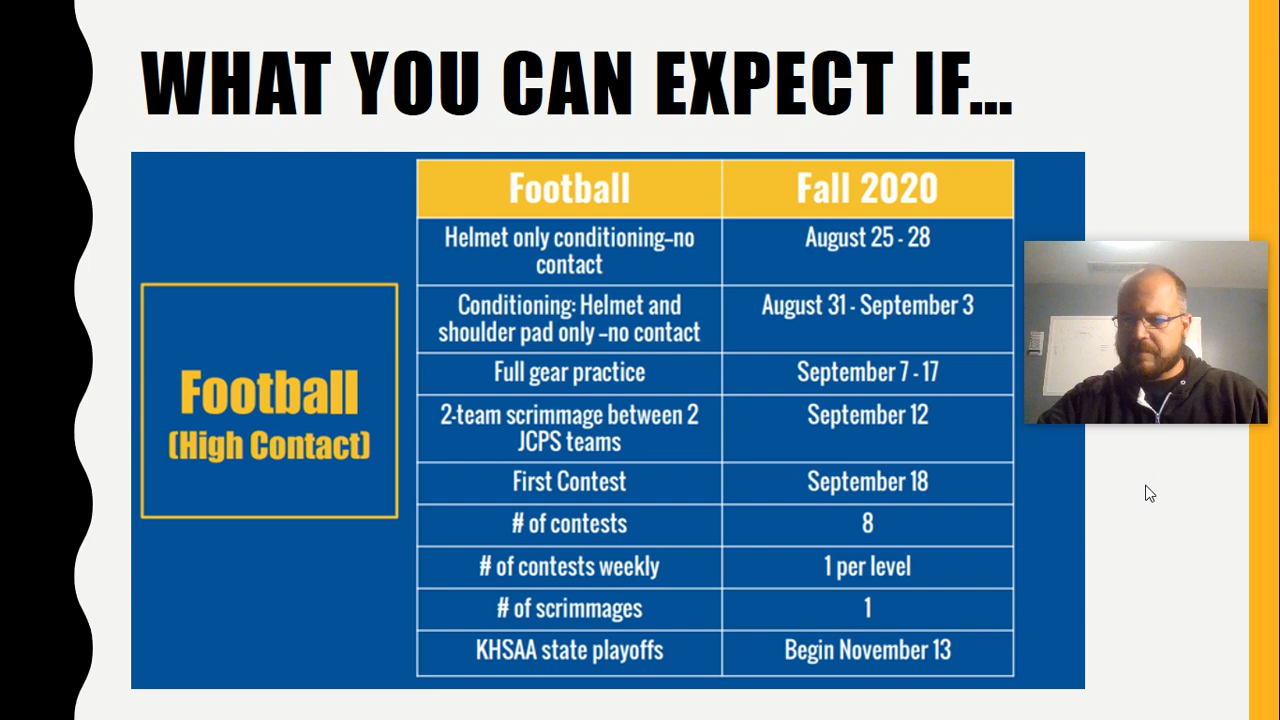 WHAT YOU CAN EXPECT IF...
Football
(High Contact)
Football Fall 2020
Helmet only conditioning–no August 25 - 28
contact
Conditioning: Helmet and August 31 - September 3
shoulder pad only –no contact
Full gear practice September 7 - 17
2-team scrimmage between 2 September 12
JCPS teams
First Contest September 18
# of contests 8
# of contests weekly 1 per level
# of scrimmages 1
KHSAA state playoffs Begin November 13